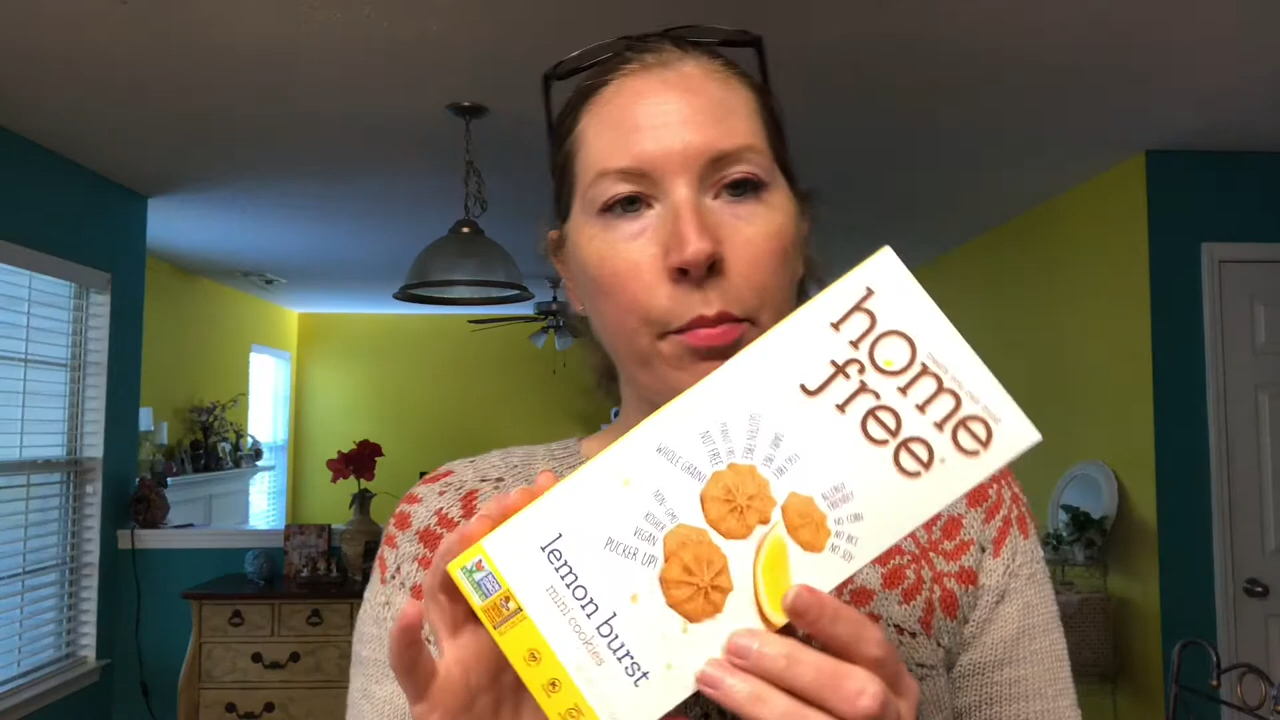 home
free
WHOLE GRAIN!
NUT FREE
PEANUT FREE
GLUTEN FREE
DAIRY FREE
EGG FREE
ALLERGY
FRIENDLY
NO CORN
NO RICE
NO SOY
NON-GMO
KOSHER
VEGAN
PUCKER UP!
lemon burst
mini cookies